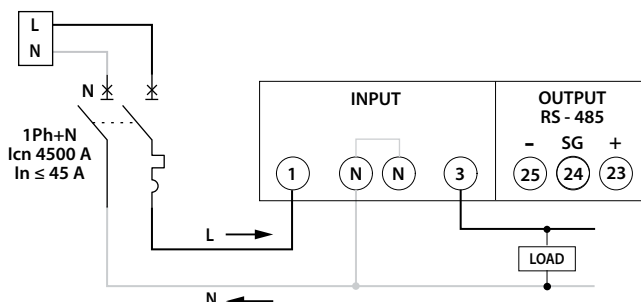 L
N
N
1Ph+N
Icn 4500 A
In ≤ 45 A
INPUT
OUTPUT
RS - 485
- SG +
1 N N 3 25 24 23
L
LOAD
N